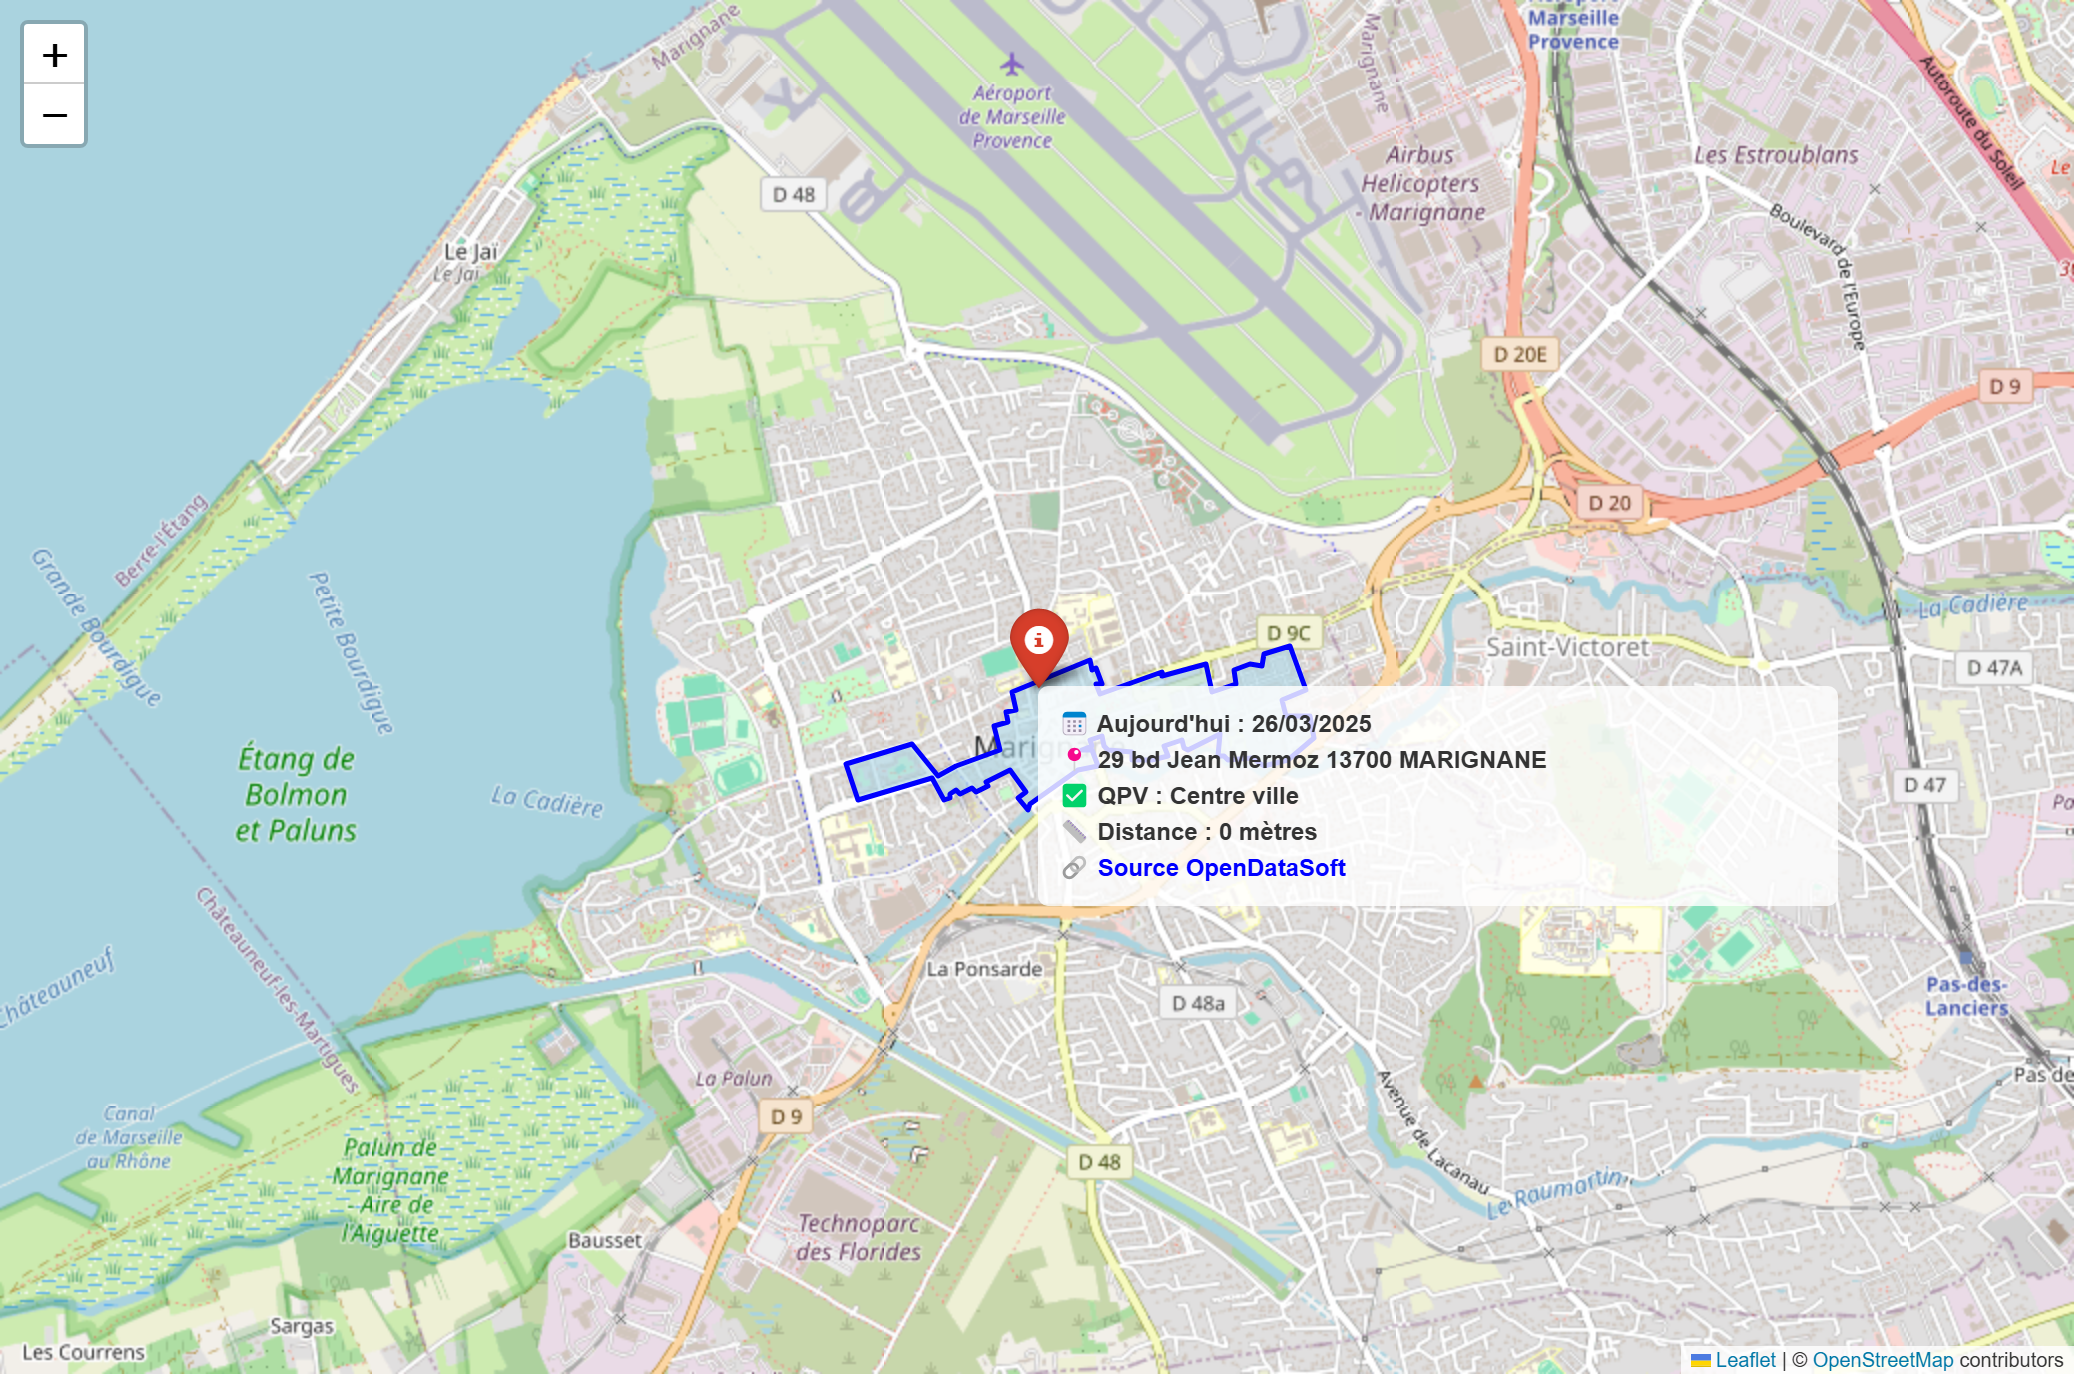 +
−
Marignane
Marignane
Marseille
Provence
Aéroport
de Marseille
Provence
Airbus
Helicopters
- Marignane
Les Estroublans
Autoroute du Soleil
Le
Boulevard de l'Europe
D 48
Le Jaï
Le Jaï
D 20E
D 9
D 20
Berre-l'Étang
Grande Bourdigue
Petite Bourdigue
La Cadière
D 9C
Saint-Victoret
D 47A
Étang de
Bolmon
et Paluns
La Cadière
Aujourd'hui : 26/03/2025
29 bd Jean Mermoz 13700 MARIGNANE
QPV : Centre ville
Distance : 0 mètres
Source OpenDataSoft
D 47
Pa
Châteauneuf-les-Martigues
Châteauneuf
La Ponsarde
D 48a
Pas-des-
Lanciers
Pas de
La Palun
D 9
Avenue de Lacanau
Canal
de Marseille
au Rhône
Palun de
Marignane
- Aire de
l'Aiguette
D 48
Le Raumartin
Technoparc
des Florides
Bausset
Sargas
Les Courrens
Leaflet | © OpenStreetMap contributors